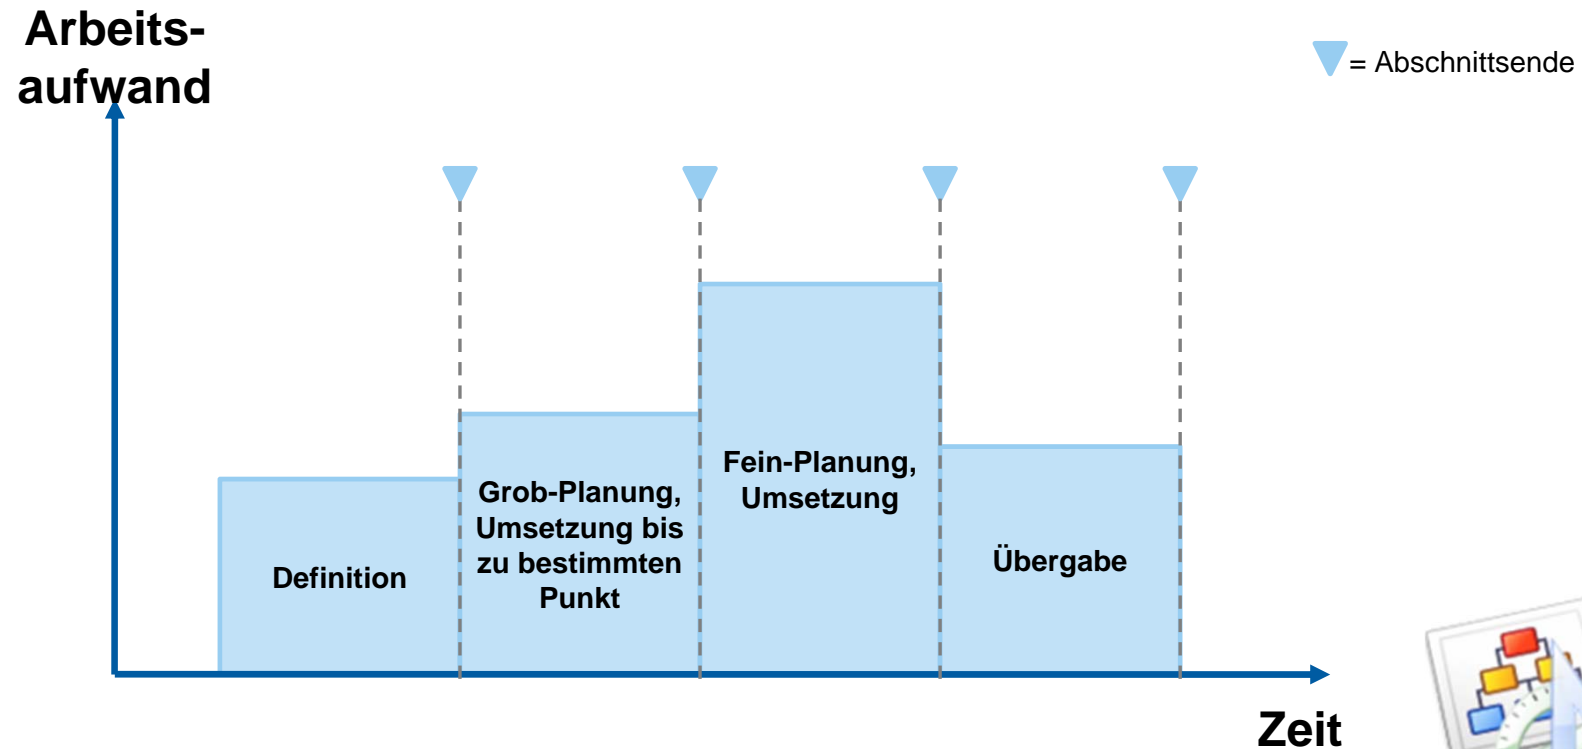 Arbeits-
aufwand
= Abschnittsende
Definition
Grob-Planung,
Umsetzung bis
zu bestimmten
Punkt
Fein-Planung,
Umsetzung
Übergabe
Zeit